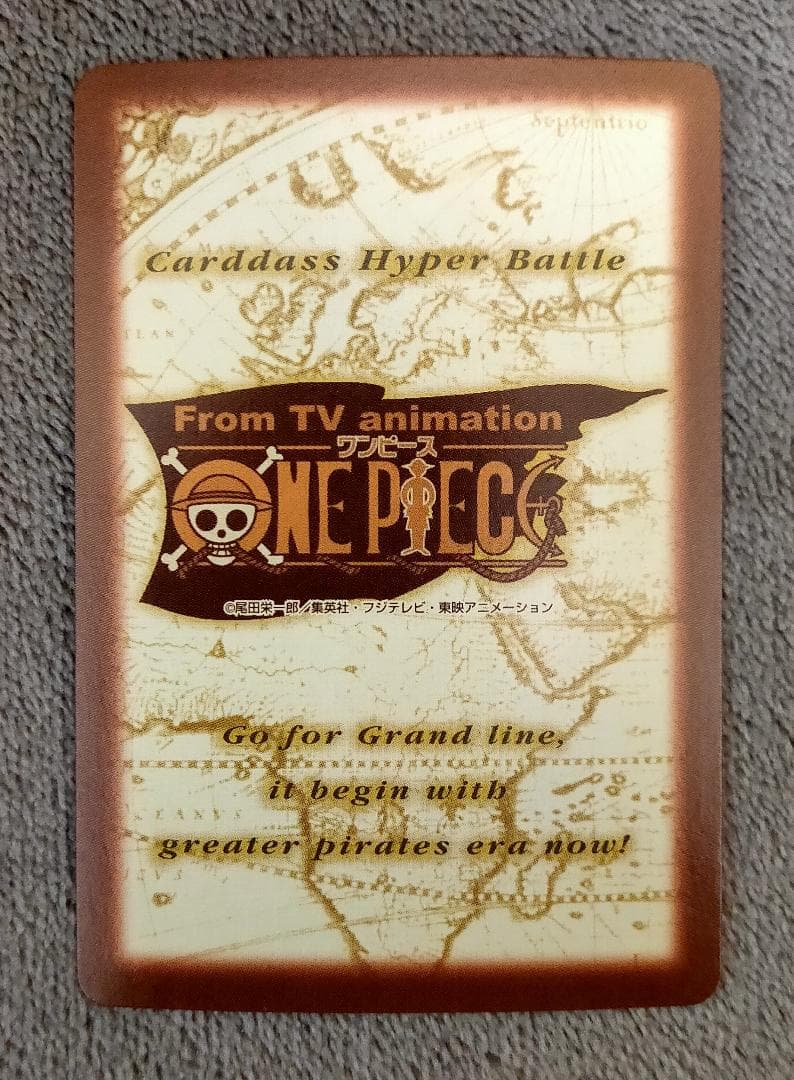 Septentrio
Carddass Hyper Battle
From TV animation
ワンピース
ONE PIECE
©尾田栄一郎/集英社・フジテレビ・東映アニメーション
Go for Grand line,
it begin with
greater pirates era now!